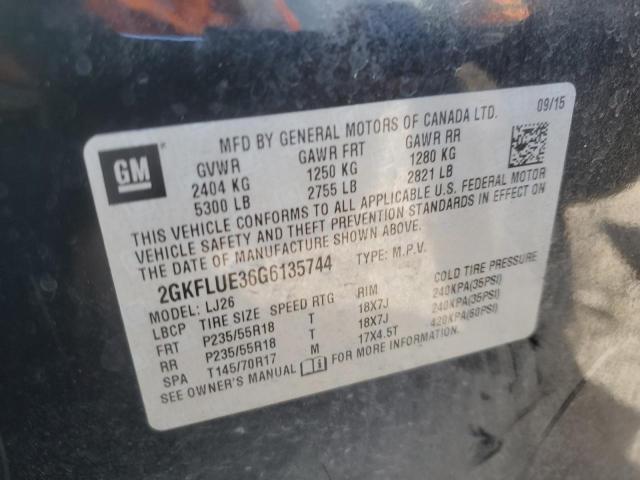 MFD BY GENERAL MOTORS OF CANADA LTD. 09/15
GM
GVWR GAWR FRT GAWR RR
2404 KG 1250 KG 1280 KG
5300 LB 2755 LB 2821 LB
THIS VEHICLE CONFORMS TO ALL APPLICABLE U.S. FEDERAL MOTOR
VEHICLE SAFETY AND THEFT PREVENTION STANDARDS IN EFFECT ON
THE DATE OF MANUFACTURE SHOWN ABOVE.
2GKFLUE36G6135744 TYPE: M.P.V.
MODEL: LJ26
LBCP TIRE SIZE SPEED RTG RIM COLD TIRE PRESSURE
FRT P235/55R18 T 18X7J 240KPA(35PSI)
RR P235/55R18 T 18X7J 240KPA(35PSI)
SPA T145/70R17 M 17X4.5T 420KPA(60PSI)
SEE OWNER'S MANUAL FOR MORE INFORMATION.